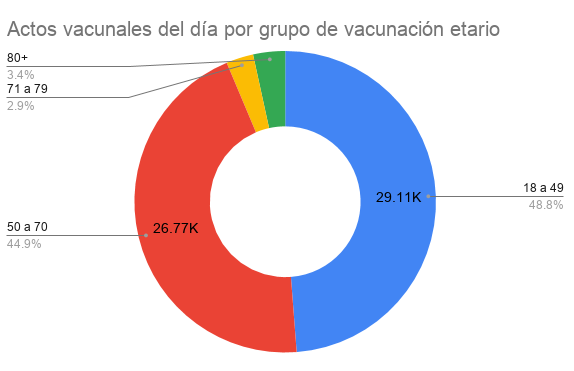 Actos vacunales del día por grupo de vacunación etario
80+
3.4%
71 a 79
2.9%
18 a 49
48.8%
29.11K
50 a 70
44.9%
26.77K